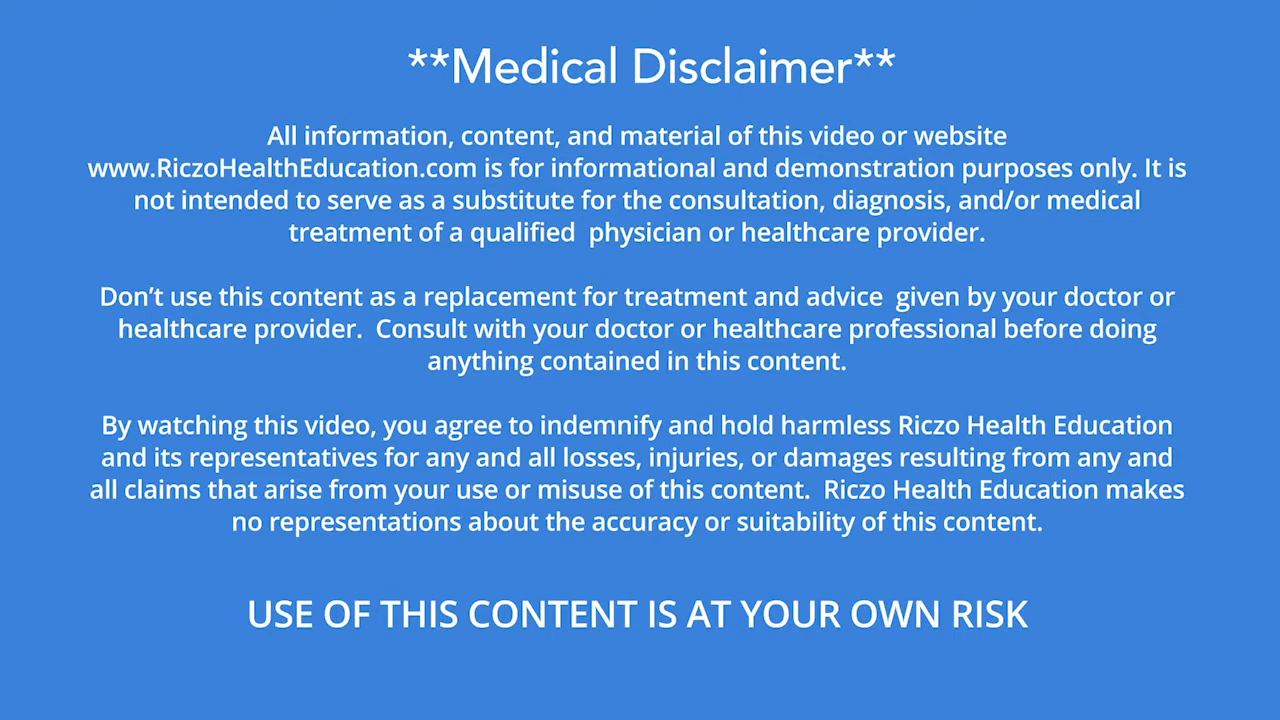 **Medical Disclaimer**
All information, content, and material of this video or website
www.RiczoHealthEducation.com is for informational and demonstration purposes only. It is
not intended to serve as a substitute for the consultation, diagnosis, and/or medical
treatment of a qualified  physician or healthcare provider.
Don’t use this content as a replacement for treatment and advice  given by your doctor or
healthcare provider.  Consult with your doctor or healthcare professional before doing
anything contained in this content.
By watching this video, you agree to indemnify and hold harmless Riczo Health Education
and its representatives for any and all losses, injuries, or damages resulting from any and
all claims that arise from your use or misuse of this content.  Riczo Health Education makes
no representations about the accuracy or suitability of this content.
USE OF THIS CONTENT IS AT YOUR OWN RISK